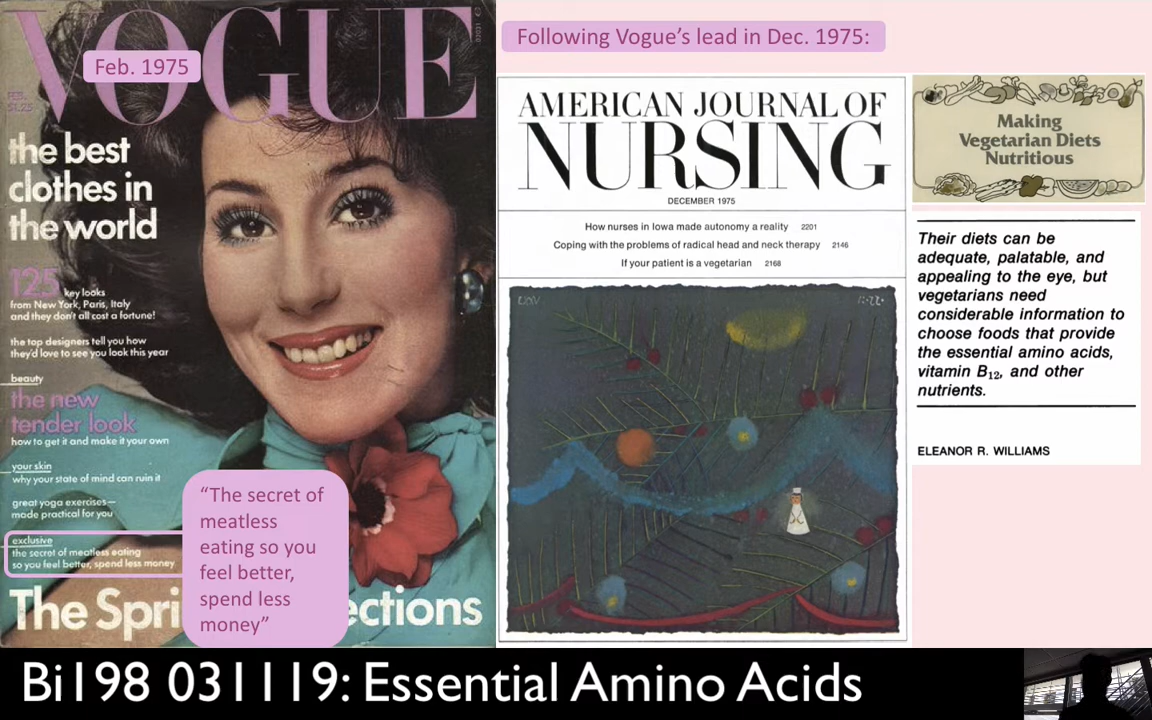 VOGUE
Feb. 1975
FEB.
$1.25
the best
clothes in
the world
125 key looks
from New York, Paris, Italy
and they don't all cost a fortune!
the top designers tell you how
they'd love to see you look this year
beauty
the new
tender look
how to get it and make it your own
your skin
why your state of mind can ruin it
great yoga exercises—
made practical for you
exclusive
the secret of meatless eating
so you feel better, spend less money
The Spri ections
“The secret of
meatless
eating so you
feel better,
spend less
money”
Following Vogue’s lead in Dec. 1975:
AMERICAN JOURNAL OF
NURSING
DECEMBER 1975
How nurses in Iowa made autonomy a reality 2201
Coping with the problems of radical head and neck therapy 2146
If your patient is a vegetarian 2168
Making
Vegetarian Diets
Nutritious
Their diets can be
adequate, palatable, and
appealing to the eye, but
vegetarians need
considerable information to
choose foods that provide
the essential amino acids,
vitamin B₁₂, and other
nutrients.
ELEANOR R. WILLIAMS
Bi198 031119: Essential Amino Acids